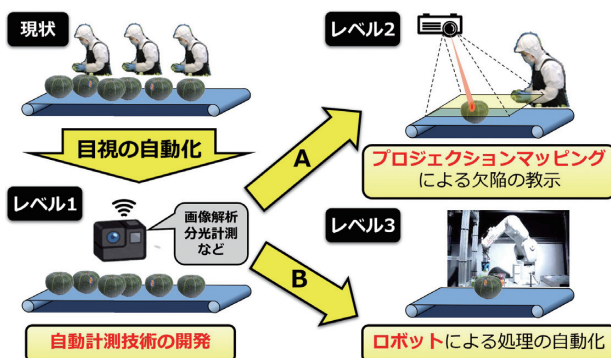 現状
目視の自動化
レベル1
画像解析
分光計測
など
自動計測技術の開発
A
レベル2
プロジェクションマッピング
による欠陥の教示
B
レベル3
ロボットによる処理の自動化